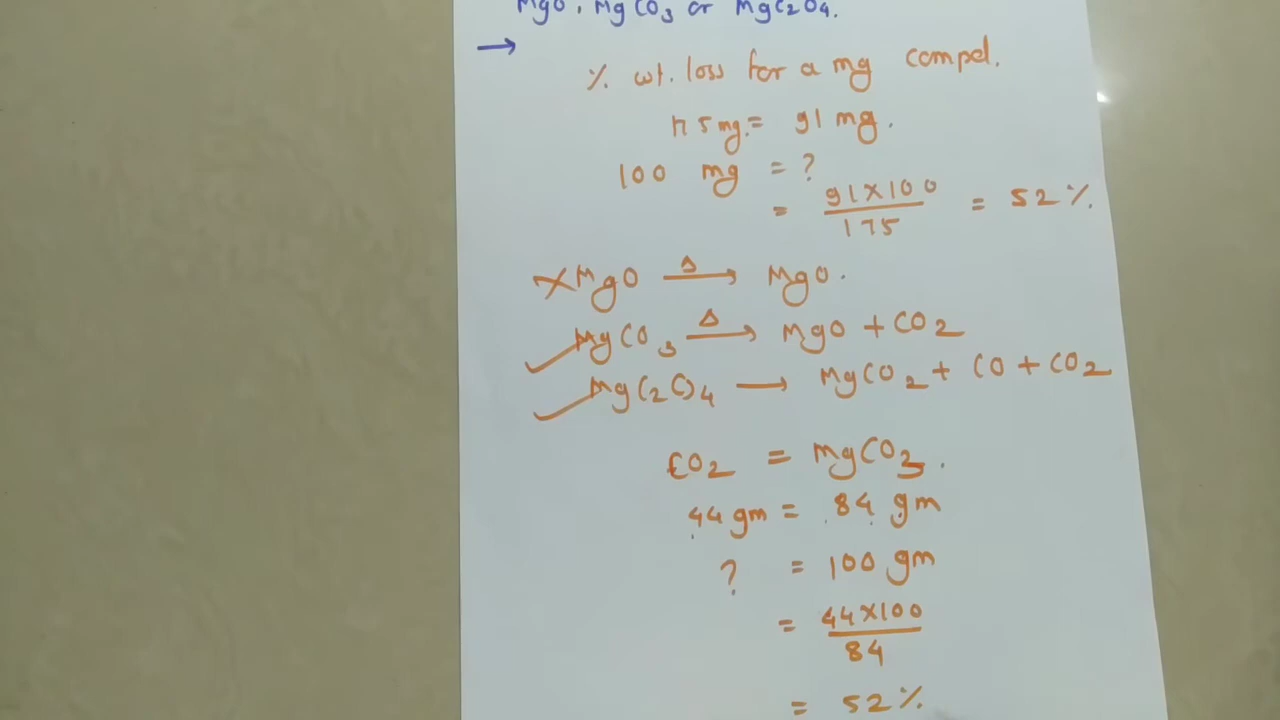 MgO, MgCO3 or MgC2O4.
→
% wt. loss for a mg compd.
175mg = 91 mg.
100 mg = ?
= 91×100 / 175 = 52 %.
×MgO —Δ→ MgO.
✓MgCO3 —Δ→ MgO + CO2
✓MgC2O4 → MgCO2 + CO + CO2
CO2 = MgCO3.
44 gm = 84 gm
? = 100 gm
= 44×100 / 84
= 52 %.